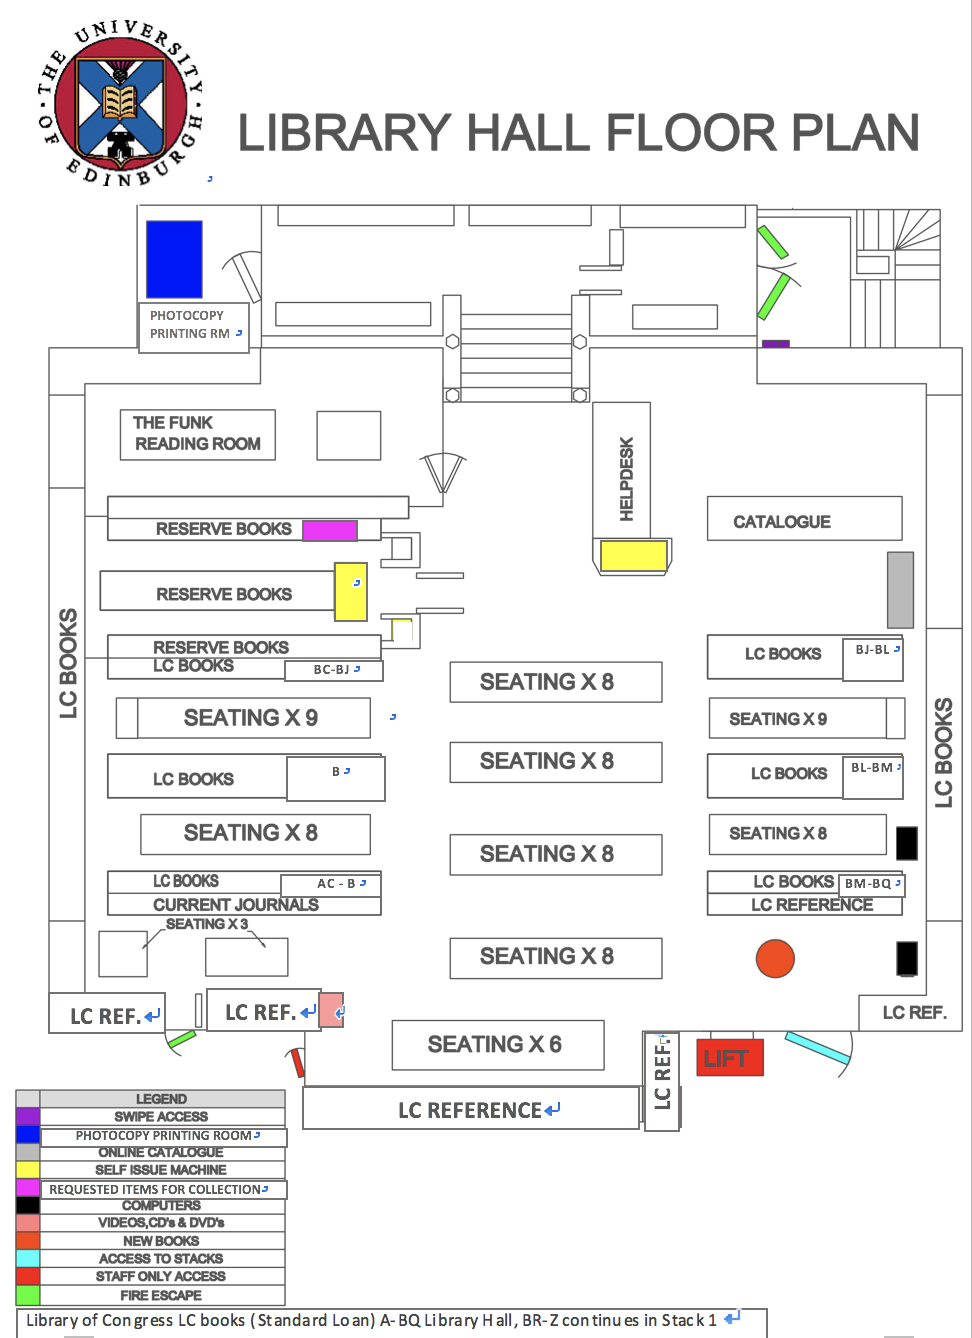 THE UNIVERSITY
OF EDINBURGH
LIBRARY HALL FLOOR PLAN
PHOTOCOPY
PRINTING RM
THE FUNK
READING ROOM
HELPDESK
CATALOGUE
RESERVE BOOKS
RESERVE BOOKS
RESERVE BOOKS
LC BOOKS
BC-BJ
LC BOOKS
SEATING X 8
LC BOOKS
BJ-BL
SEATING X 9
SEATING X 9
LC BOOKS
B
SEATING X 8
LC BOOKS
BL-BM
LC BOOKS
SEATING X 8
SEATING X 8
SEATING X 8
LC BOOKS
AC - B
LC BOOKS
BM-BQ
CURRENT JOURNALS
LC REFERENCE
SEATING X 3
SEATING X 8
LC REF.
LC REF.
LC REF.
SEATING X 6
LC REF.
LIFT
LC REFERENCE
LEGEND
SWIPE ACCESS
PHOTOCOPY PRINTING ROOM
ONLINE CATALOGUE
SELF ISSUE MACHINE
REQUESTED ITEMS FOR COLLECTION
COMPUTERS
VIDEOS,CD's & DVD's
NEW BOOKS
ACCESS TO STACKS
STAFF ONLY ACCESS
FIRE ESCAPE
Library of Congress LC books (Standard Loan) A-BQ Library Hall, BR-Z continues in Stack 1